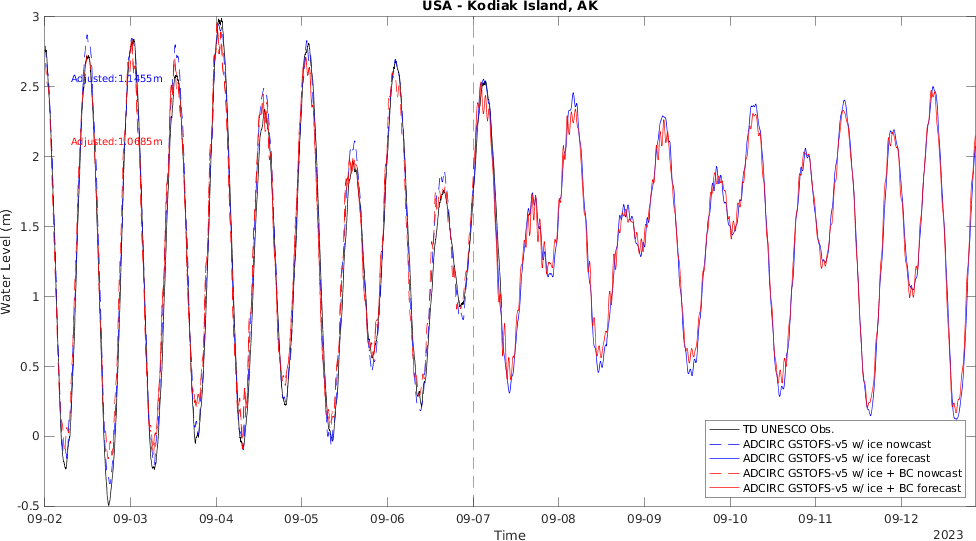 USA - Kodiak Island, AK
3
2.5
2
1.5
1
0.5
0
-0.5
Water Level (m)
Adjusted:1.1455m
Adjusted:1.0685m
TD UNESCO Obs.
ADCIRC GSTOFS-v5 w/ ice nowcast
ADCIRC GSTOFS-v5 w/ ice forecast
ADCIRC GSTOFS-v5 w/ ice + BC nowcast
ADCIRC GSTOFS-v5 w/ ice + BC forecast
09-02 09-03 09-04 09-05 09-06 09-07 09-08 09-09 09-10 09-11 09-12
Time
2023